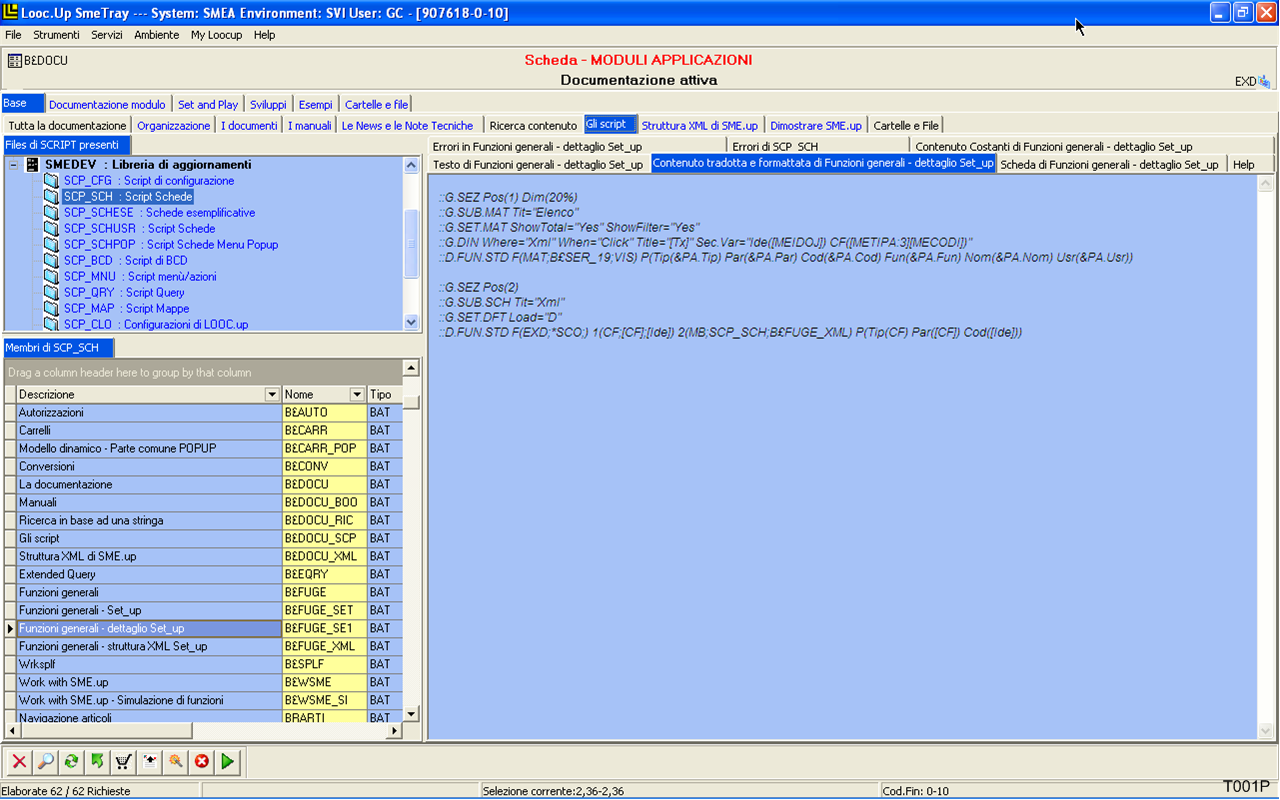 Looc.Up SmeTray --- System: SMEA Environment: SVI User: GC - [907618-0-10]
File Strumenti Servizi Ambiente My Loocup Help
B£DOCU
Scheda - MODULI APPLICAZIONI
Documentazione attiva
EXD
Base Documentazione modulo Set and Play Sviluppi Esempi Cartelle e file
Tutta la documentazione Organizzazione I documenti I manuali Le News e le Note Tecniche Ricerca contenuto Gli script Struttura XML di SME.up Dimostrare SME.up Cartelle e File
Files di SCRIPT presenti
SMEDEV : Libreria di aggiornamenti
SCP_CFG : Script di configurazione
SCP_SCH : Script Schede
SCP_SCHESE : Schede esemplificative
SCP_SCHUSR : Script Schede
SCP_SCHPOP : Script Schede Menu Popup
SCP_BCD : Script di BCD
SCP_MNU : Script menù/azioni
SCP_QRY : Script Query
SCP_MAP : Script Mappe
SCP_CLO : Configurazioni di LOOC.up
Membri di SCP_SCH
Drag a column header here to group by that column
Descrizione Nome Tipo
Autorizzazioni B£AUTO BAT
Carrelli B£CARR BAT
Modello dinamico - Parte comune POPUP B£CARR_POP BAT
Conversioni B£CONV BAT
La documentazione B£DOCU BAT
Manuali B£DOCU_BOO BAT
Ricerca in base ad una stringa B£DOCU_RIC BAT
Gli script B£DOCU_SCP BAT
Struttura XML di SME.up B£DOCU_XML BAT
Extended Query B£EQRY BAT
Funzioni generali B£FUGE BAT
Funzioni generali - Set_up B£FUGE_SET BAT
Funzioni generali - dettaglio Set_up B£FUGE_SE1 BAT
Funzioni generali - struttura XML Set_up B£FUGE_XML BAT
Wrksplf B£SPLF BAT
Work with SME.up B£WSME BAT
Work with SME.up - Simulazione di funzioni B£WSME_SI BAT
Navigazione articoli BRARTI BAT
Errori in Funzioni generali - dettaglio Set_up Errori di SCP_SCH Contenuto Costanti di Funzioni generali - dettaglio Set_up
Testo di Funzioni generali - dettaglio Set_up Contenuto tradotta e formattata di Funzioni generali - dettaglio Set_up Scheda di Funzioni generali - dettaglio Set_up Help
::G.SEZ Pos(1) Dim(20%)
::G.SUB.MAT Tit="Elenco"
::G.SET.MAT ShowTotal="Yes" ShowFilter="Yes"
::G.DIN Where="Xml" When="Click" Title="[Tx]" Sec.Var="Ide([MEIDOJ]) CF([METIPA:3][MECODI])"
::D.FUN.STD F(MAT;B£SER_19;VIS) P(Tip(&PA.Tip) Par(&PA.Par) Cod(&PA.Cod) Fun(&PA.Fun) Nom(&PA.Nom) Usr(&PA.Usr))
::G.SEZ Pos(2)
::G.SUB.SCH Tit="Xml"
::G.SET.DFT Load="D"
::D.FUN.STD F(EXD;*SCO;) 1(CF;[CF];[Ide]) 2(MB;SCP_SCH;B£FUGE_XML) P(Tip(CF) Par([CF]) Cod([Ide]))
Elaborate 62 / 62 Richieste Selezione corrente:2,36-2,36 Cod.Fin: 0-10
T001P